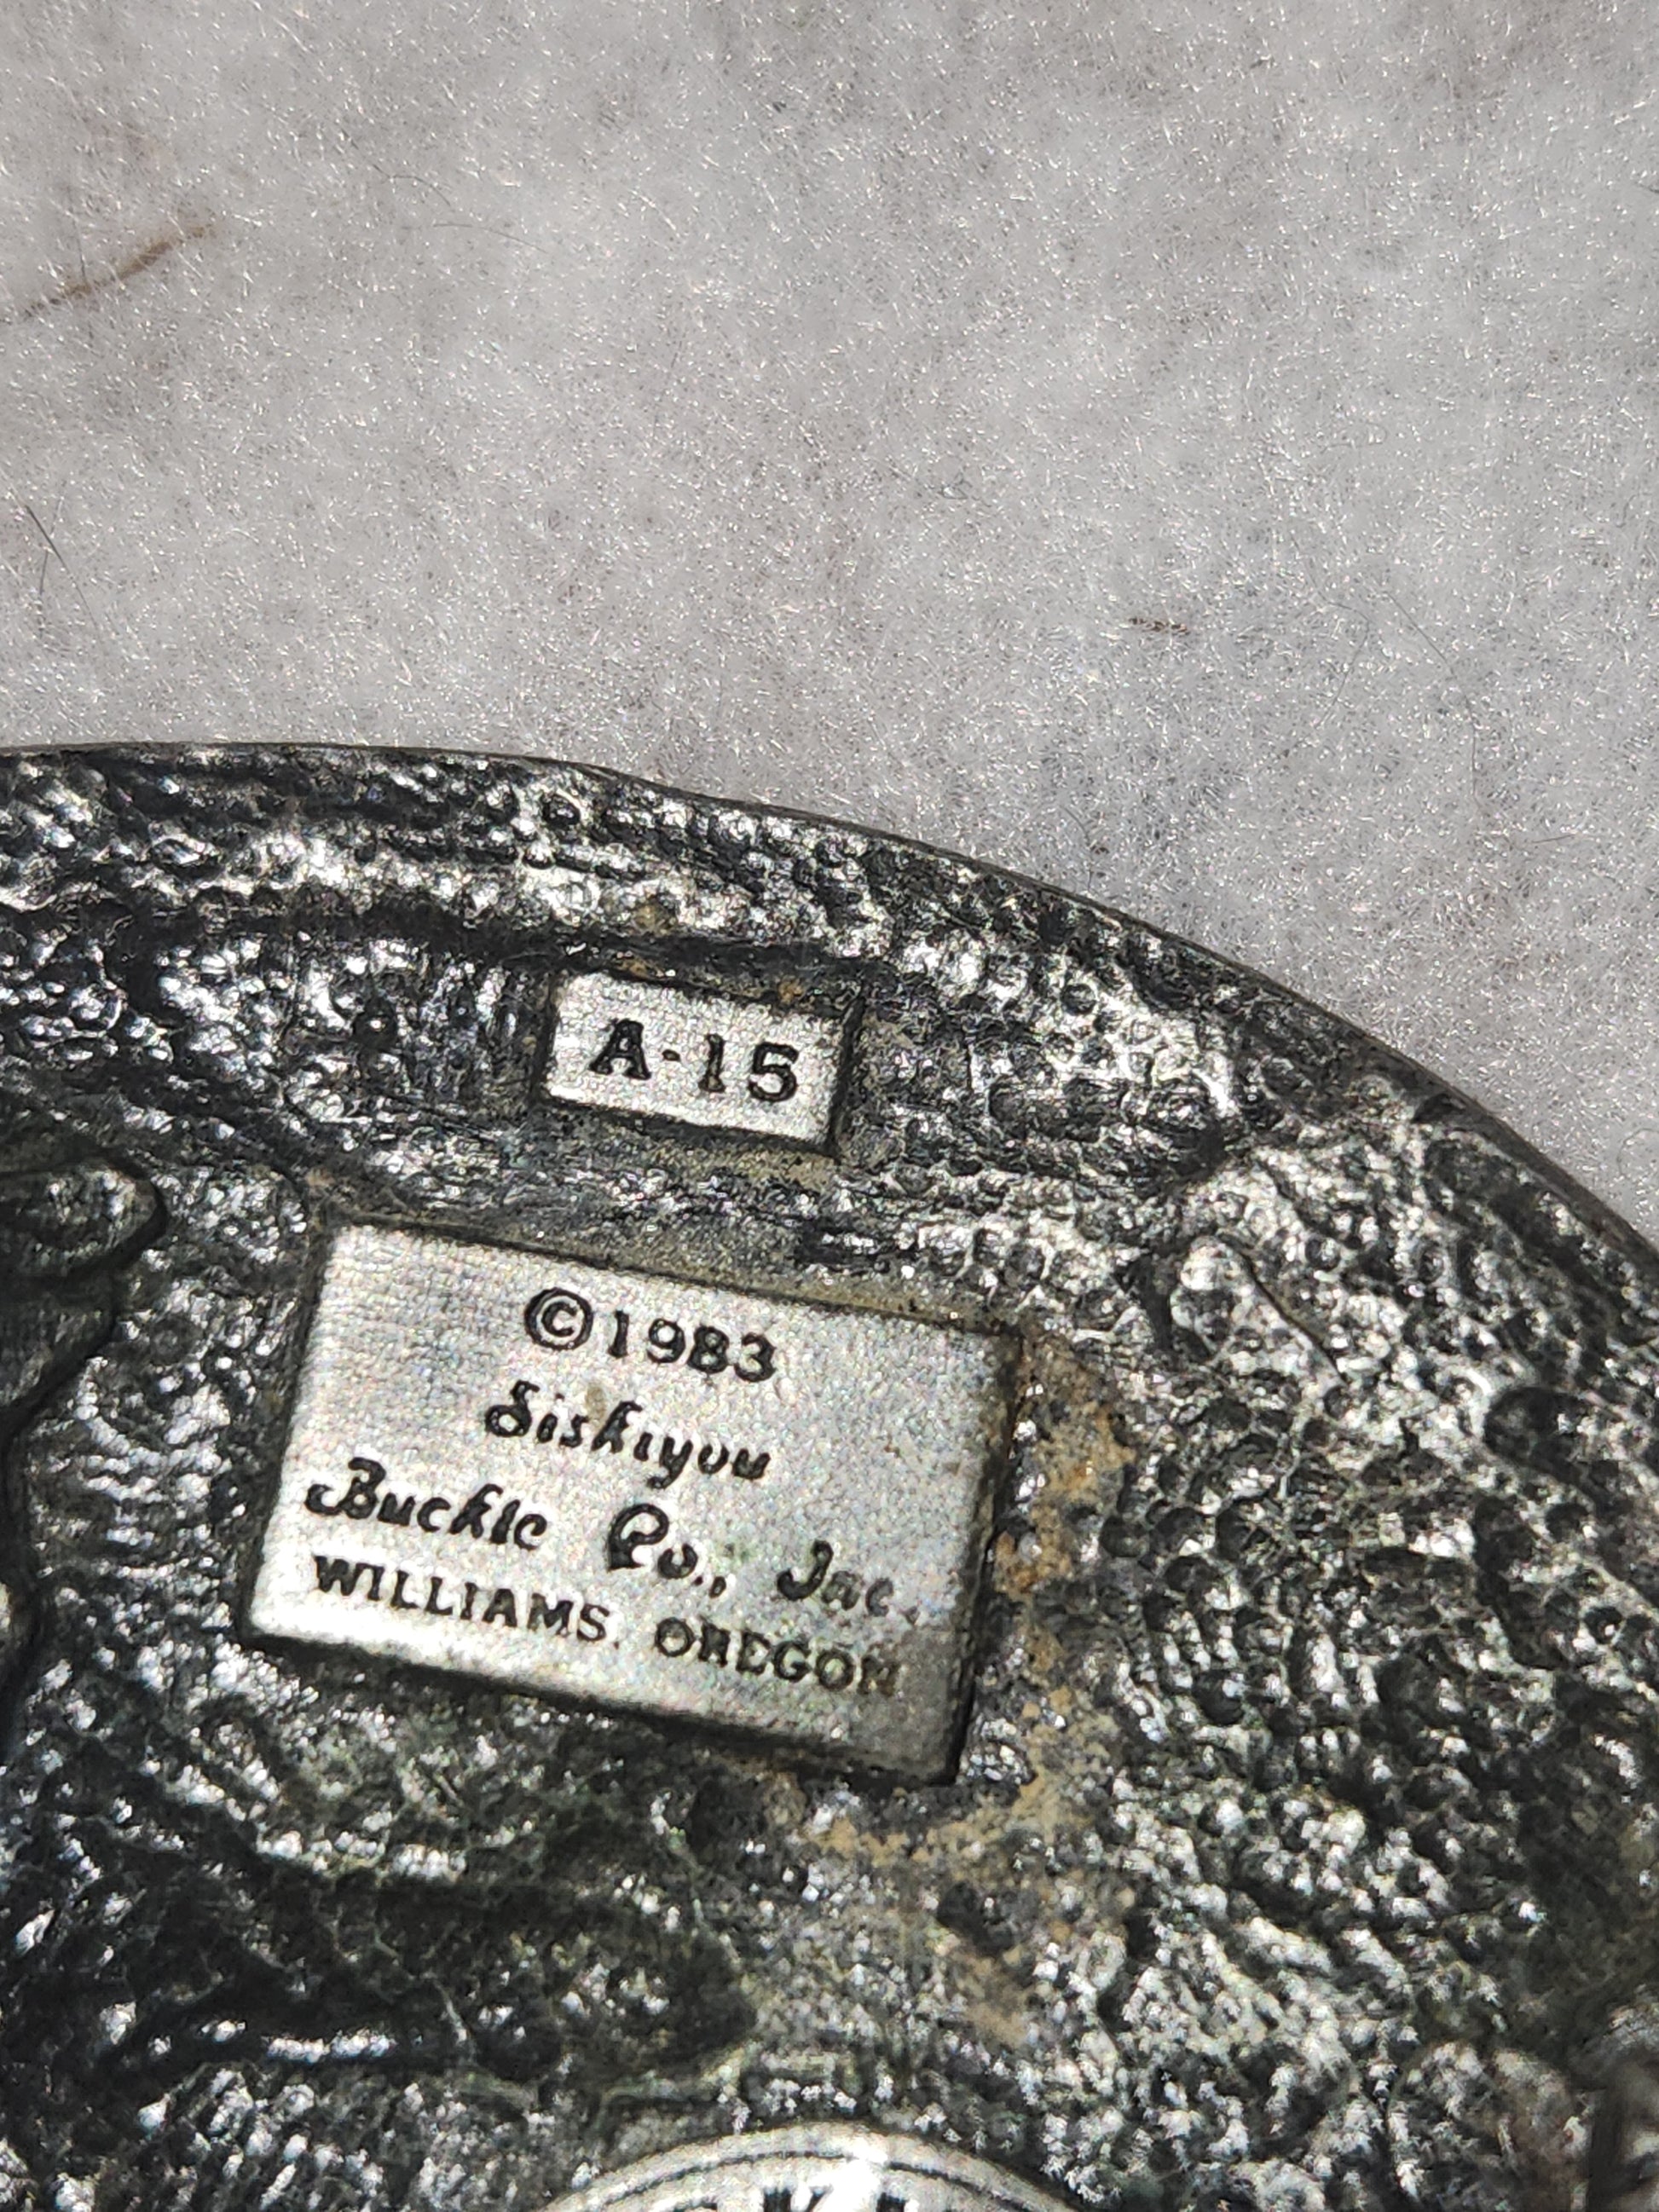 A-15
©1983
Siskiyou
Buckle Co., Inc.
WILLIAMS, OREGON